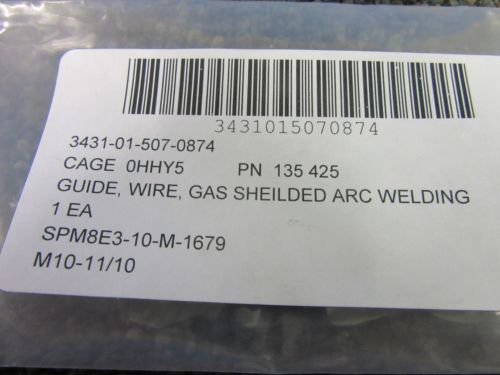 3431015070874
3431-01-507-0874
CAGE 0HHY5 PN 135 425
GUIDE, WIRE, GAS SHEILDED ARC WELDING
1 EA
SPM8E3-10-M-1679
M10-11/10